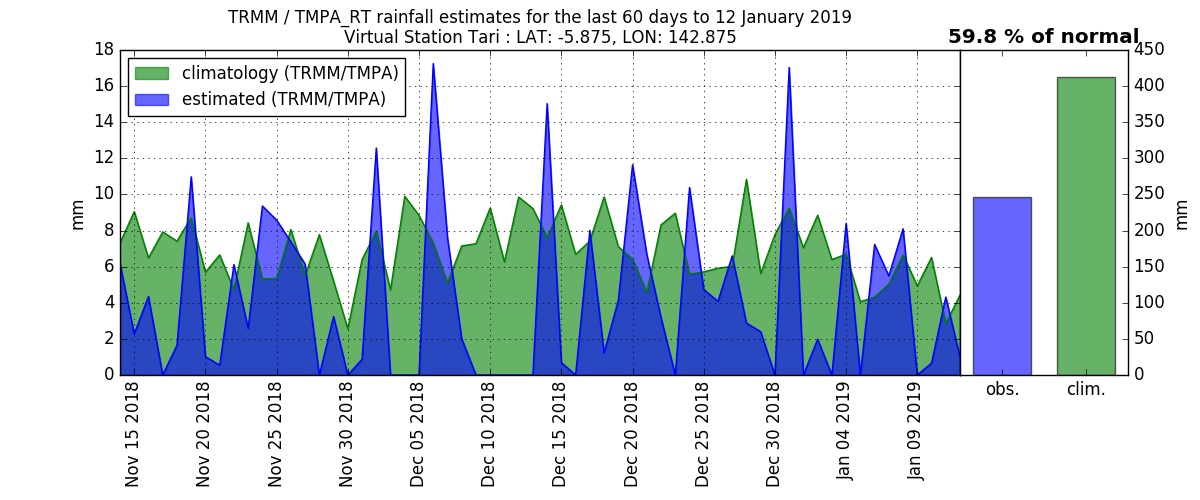 TRMM / TMPA_RT rainfall estimates for the last 60 days to 12 January 2019
Virtual Station Tari : LAT: -5.875, LON: 142.875
59.8 % of normal
climatology (TRMM/TMPA)
estimated (TRMM/TMPA)
18
16
14
12
10
8
6
4
2
0
mm
450
400
350
300
250
200
150
100
50
0
mm
obs.
clim.
Nov 15 2018
Nov 20 2018
Nov 25 2018
Nov 30 2018
Dec 05 2018
Dec 10 2018
Dec 15 2018
Dec 20 2018
Dec 25 2018
Dec 30 2018
Jan 04 2019
Jan 09 2019